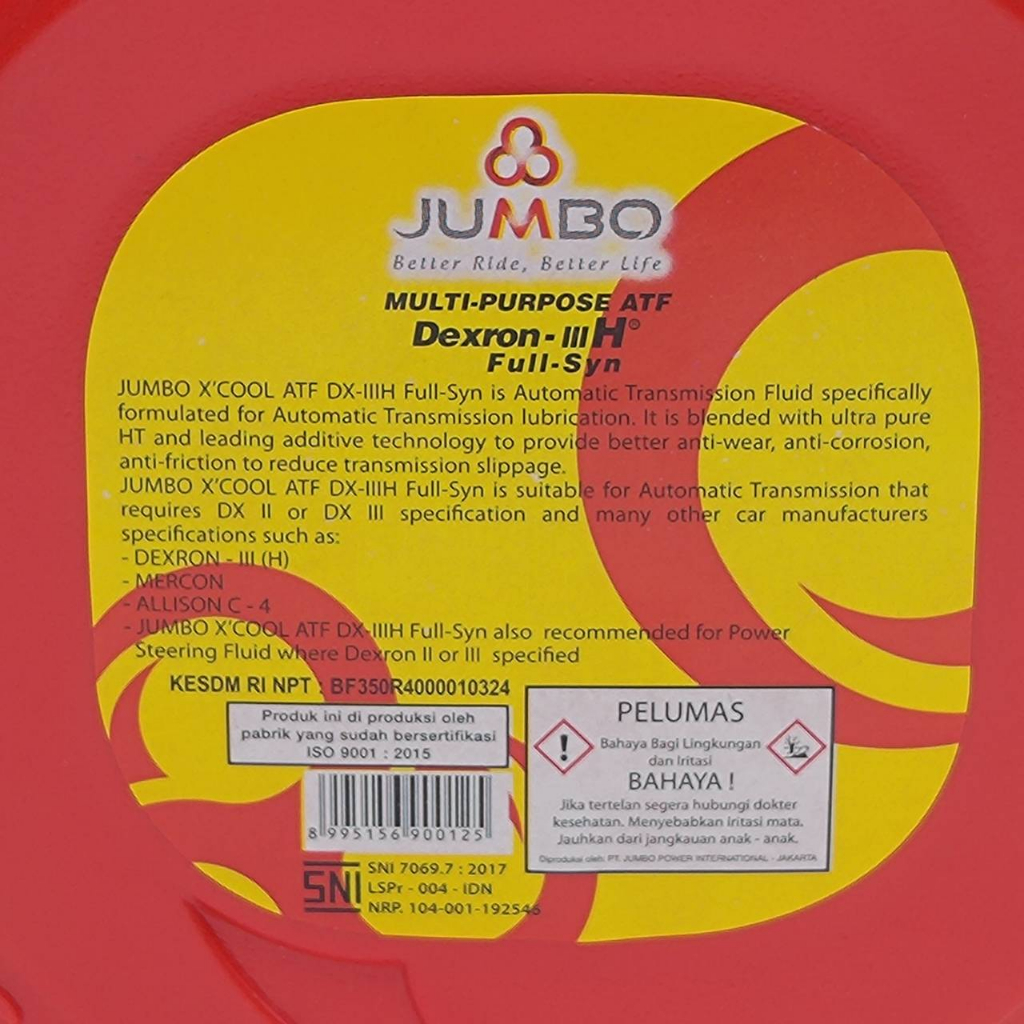 JUMBO
Better Ride, Better Life
MULTI-PURPOSE ATF
Dexron-III H®
Full-Syn
JUMBO X'COOL ATF DX-IIIH Full-Syn is Automatic Transmission Fluid specifically
formulated for Automatic Transmission lubrication. It is blended with ultra pure
HT and leading additive technology to provide better anti-wear, anti-corrosion,
anti-friction to reduce transmission slippage.
JUMBO X'COOL ATF DX-IIIH Full-Syn is suitable for Automatic Transmission that
requires DX II or DX III specification and many other car manufacturers
specifications such as:
- DEXRON - III (H)
- MERCON
- ALLISON C - 4
- JUMBO X'COOL ATF DX-IIIH Full-Syn also recommended for Power
Steering Fluid where Dexron II or III specified
KESDM RI NPT : BF350R4000010324
Produk ini di produksi oleh
pabrik yang sudah bersertifikasi
ISO 9001 : 2015
8 995156 900125
SNI
SNI 7069.7 : 2017
LSPr - 004 - IDN
NRP. 104-001-192546
PELUMAS
Bahaya Bagi Lingkungan
dan Iritasi
BAHAYA !
Jika tertelan segera hubungi dokter
kesehatan. Menyebabkan iritasi mata.
Jauhkan dari jangkauan anak - anak.
Diproduksi oleh: PT. JUMBO POWER INTERNATIONAL - JAKARTA